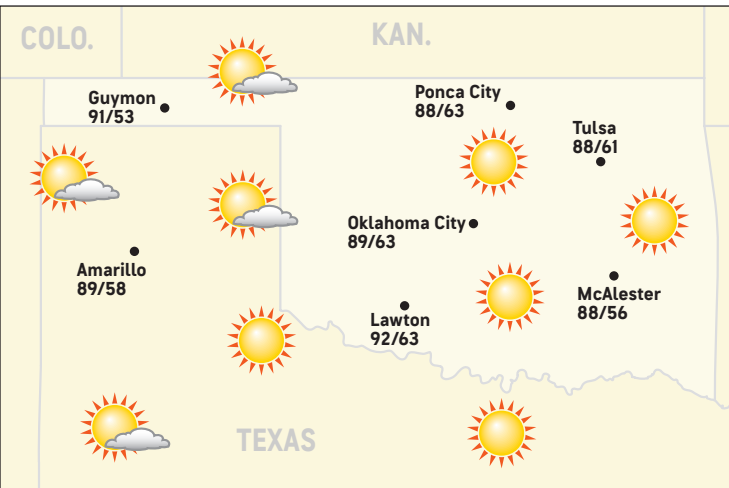 COLO.
KAN.
Guymon
91/53
Ponca City
88/63
Tulsa
88/61
Oklahoma City
89/63
Amarillo
89/58
McAlester
88/56
Lawton
92/63
TEXAS